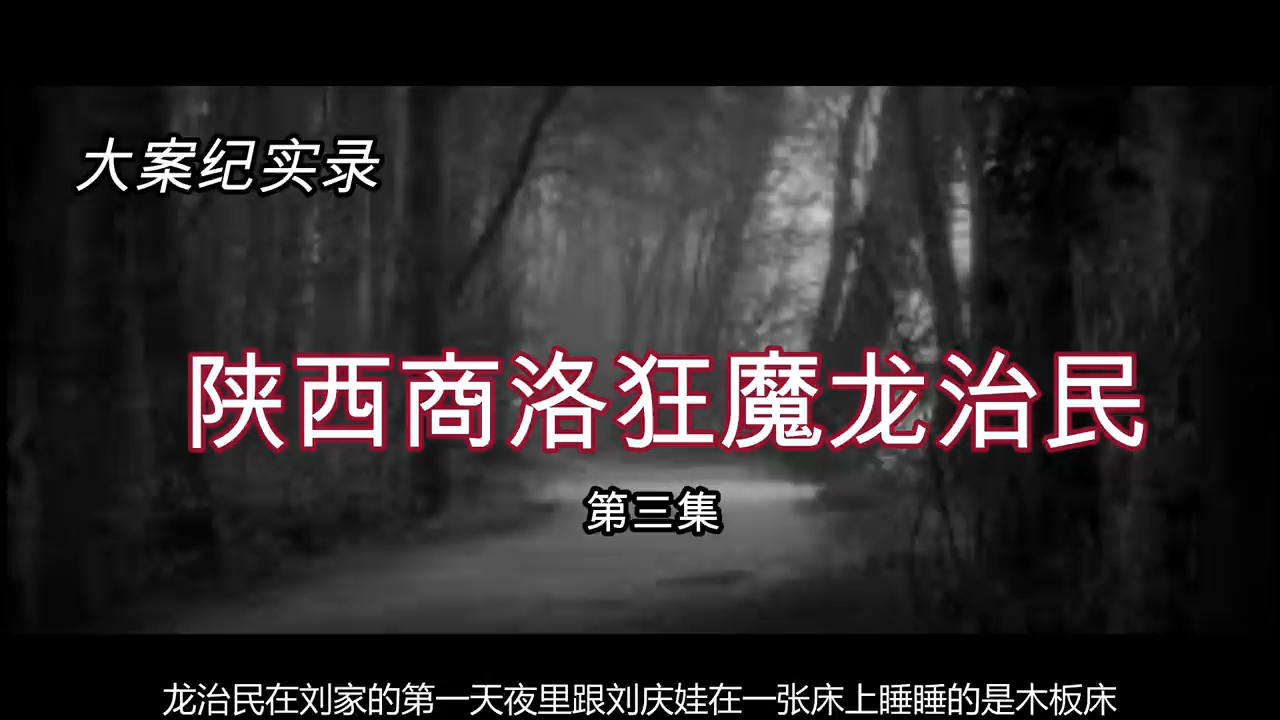 大案纪实录
陕西商洛狂魔龙治民
第三集
龙治民在刘家的第一天夜里跟刘庆娃在一张床上睡睡的是木板床